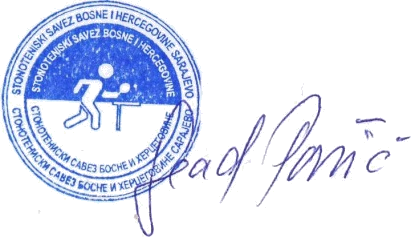 STONOTENISKI SAVEZ BOSNE I HERCEGOVINE SARAJEVO
STONOTENISKI SAVEZ BOSNE I HERCEGOVINE
СТОНОТЕНИСКИ САВЕЗ БОСНЕ И ХЕРЦЕГОВИНЕ
СТОНОТЕНИСКИ САВЕЗ БОСНЕ И ХЕРЦЕГОВИНЕ САРАЈЕВО